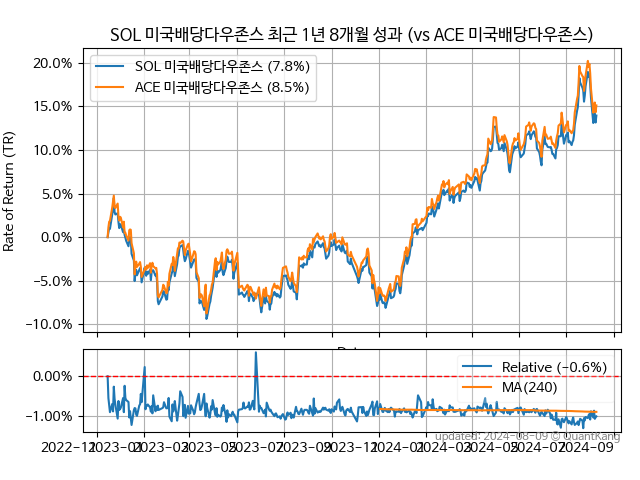 SOL 미국배당다우존스 최근 1년 8개월 성과 (vs ACE 미국배당다우존스)
Rate of Return (TR)
20.0%
15.0%
10.0%
5.0%
0.0%
−5.0%
−10.0%
SOL 미국배당다우존스 (7.8%)
ACE 미국배당다우존스 (8.5%)
0.00%
−1.00%
Relative (−0.6%)
MA(240)
updated: 2024-08-09 © QuantKang
2022-11 2023-01 2023-03 2023-05 2023-07 2023-09 2023-11 2024-01 2024-03 2024-05 2024-07 2024-09